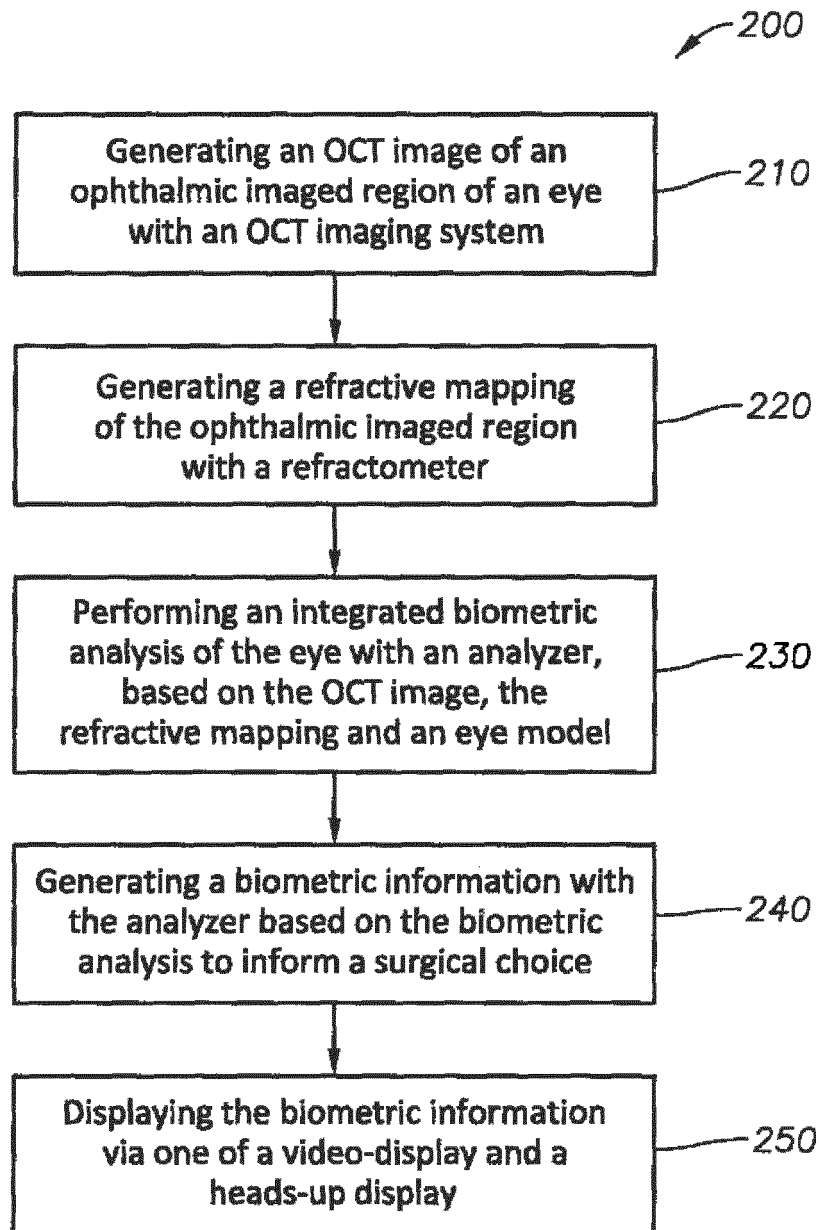 200
Generating an OCT image of an
ophthalmic imaged region of an eye
with an OCT imaging system
210
Generating a refractive mapping
of the ophthalmic imaged region
with a refractometer
220
Performing an integrated biometric
analysis of the eye with an analyzer,
based on the OCT image, the
refractive mapping and an eye model
230
Generating a biometric information with
the analyzer based on the biometric
analysis to inform a surgical choice
240
Displaying the biometric information
via one of a video-display and a
heads-up display
250